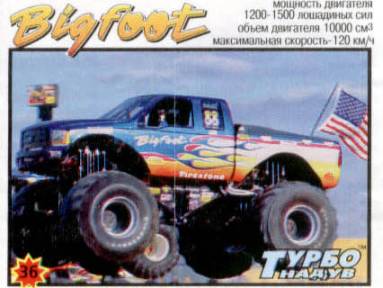 Bigfoot
мощность двигателя
1200-1500 лошадиных сил
объем двигателя 10000 см³
максимальная скорость-120 км/ч
Bigfoot
Firestone
36
ТУРБО
НАДУВ
TM